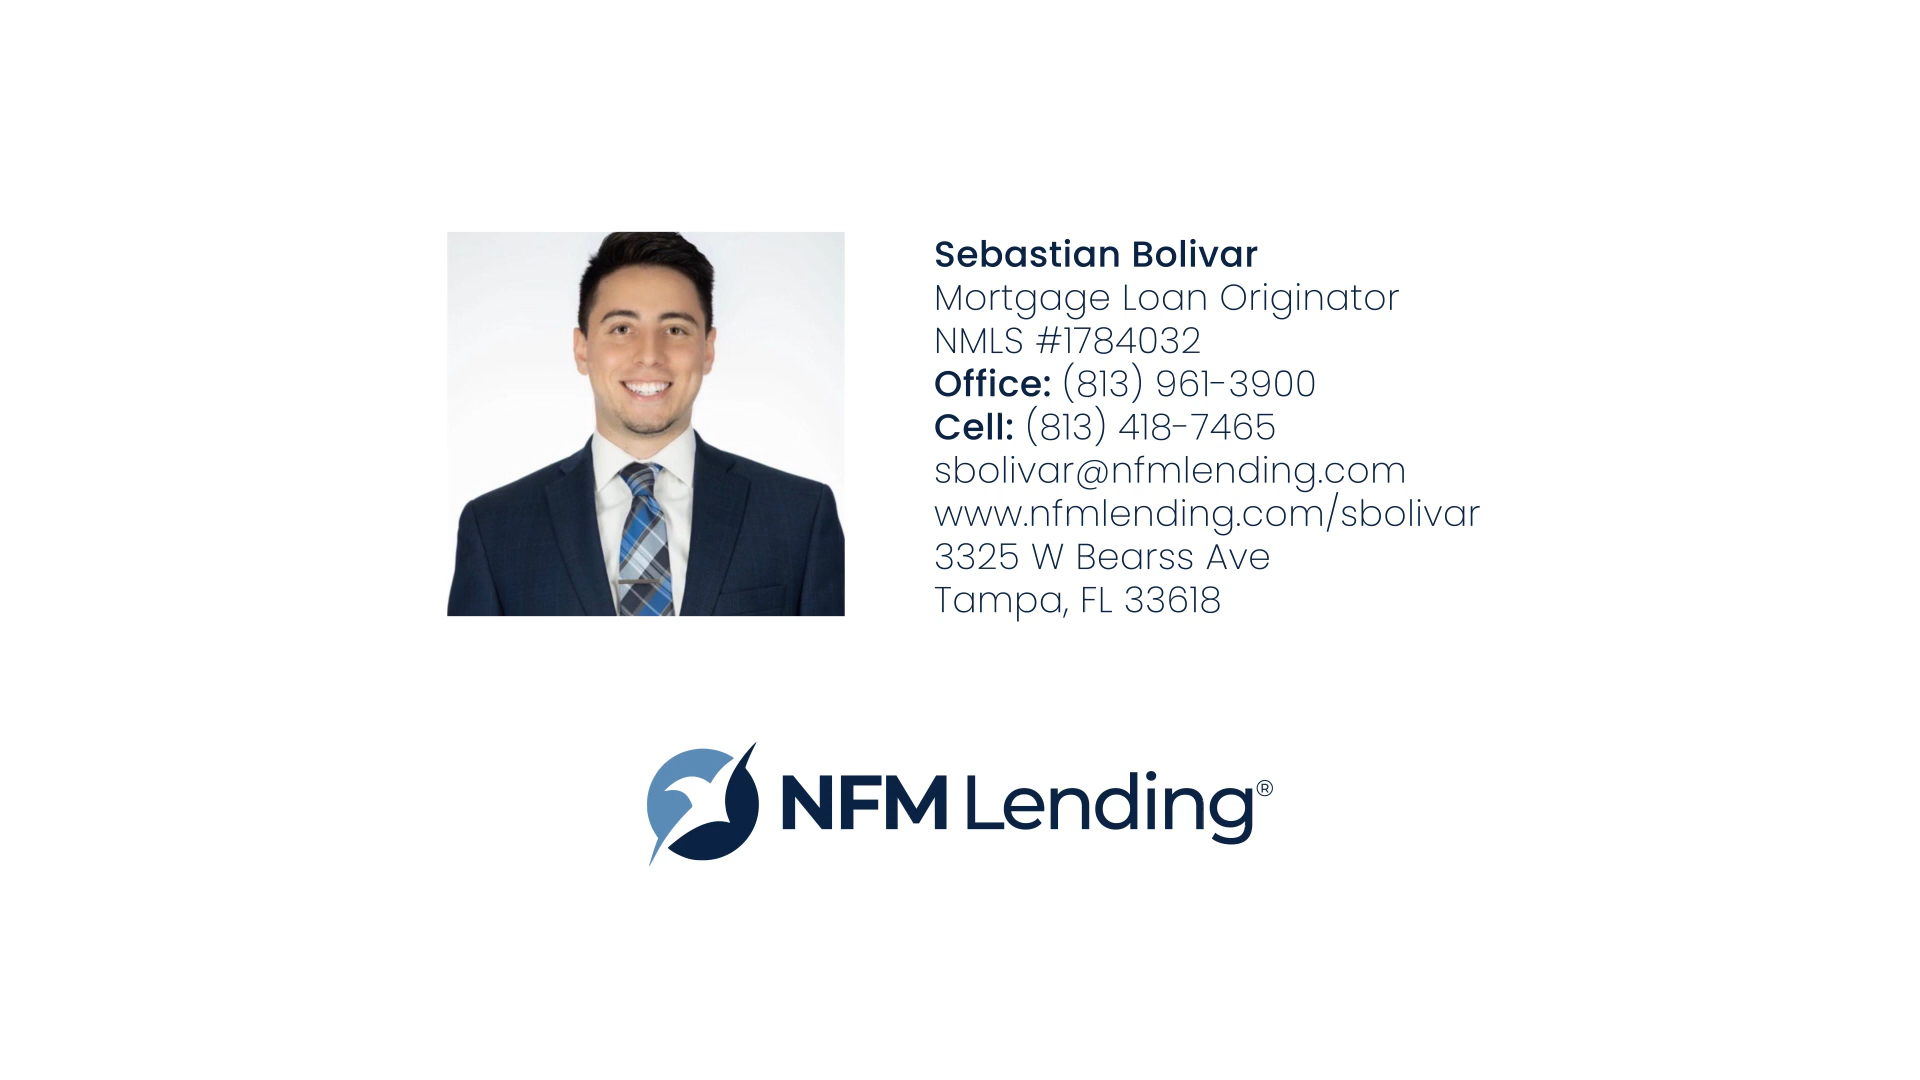 Sebastian Bolivar
Mortgage Loan Originator
NMLS #1784032
Office: (813) 961-3900
Cell: (813) 418-7465
sbolivar@nfmlending.com
www.nfmlending.com/sbolivar
3325 W Bearss Ave
Tampa, FL 33618
NFM Lending®